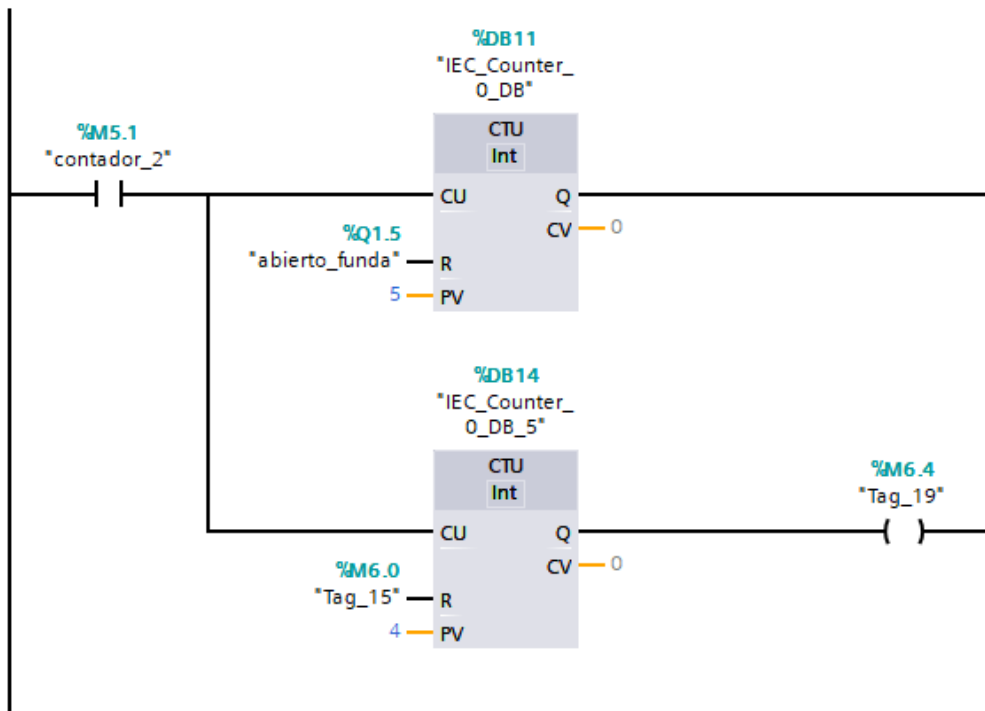 %DB11
"IEC_Counter_
0_DB"
%M5.1
"contador_2"
CTU
Int
CU
Q
CV
0
%Q1.5
"abierto_funda"
R
5
PV
%DB14
"IEC_Counter_
0_DB_5"
CTU
Int
%M6.4
"Tag_19"
CU
Q
CV
0
%M6.0
"Tag_15"
R
4
PV